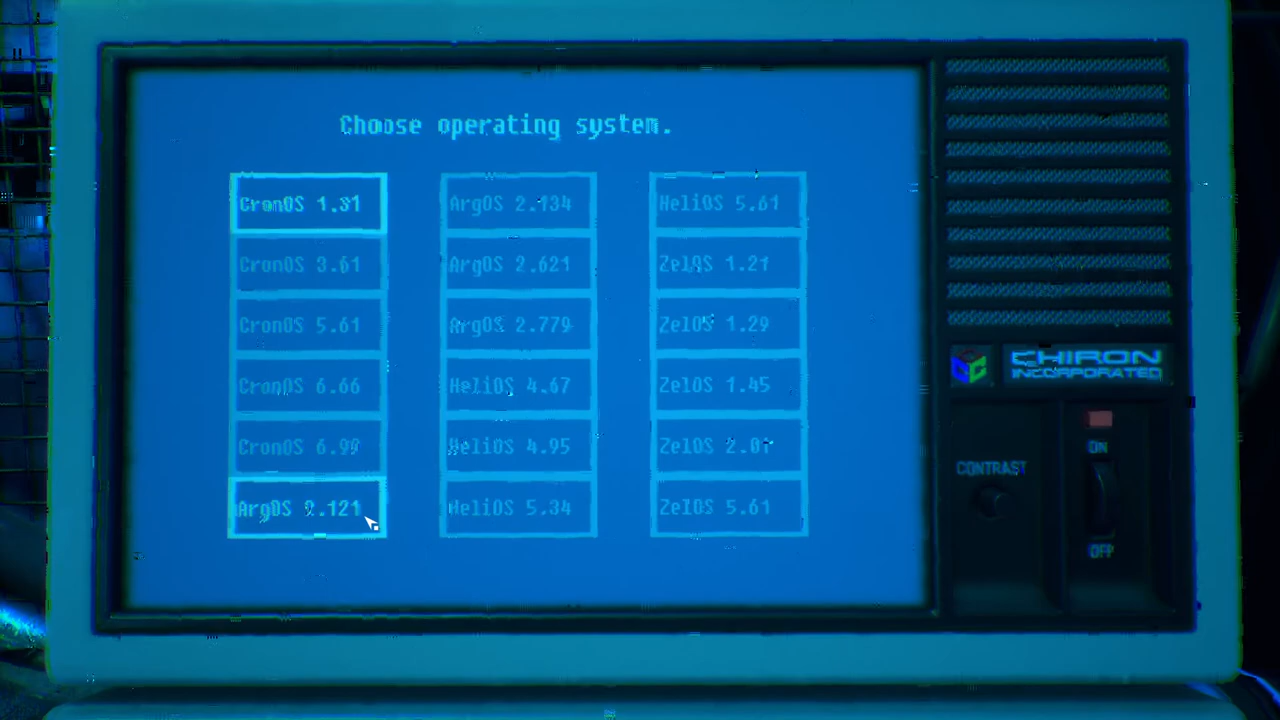 Choose operating system.
CronOS 1.31
ArgOS 2.134
HeliOS 5.61
CronOS 3.61
ArgOS 2.621
ZelOS 1.21
CronOS 5.61
ArgOS 2.779
ZelOS 1.29
CronOS 6.66
HeliOS 4.67
ZelOS 1.45
CronOS
HeliOS 4.95
ZelOS
ArgOS 2.121
HeliOS 5.34
ZelOS 5.61
CHIRON
INCORPORATED
CONTRAST
ON
OFF